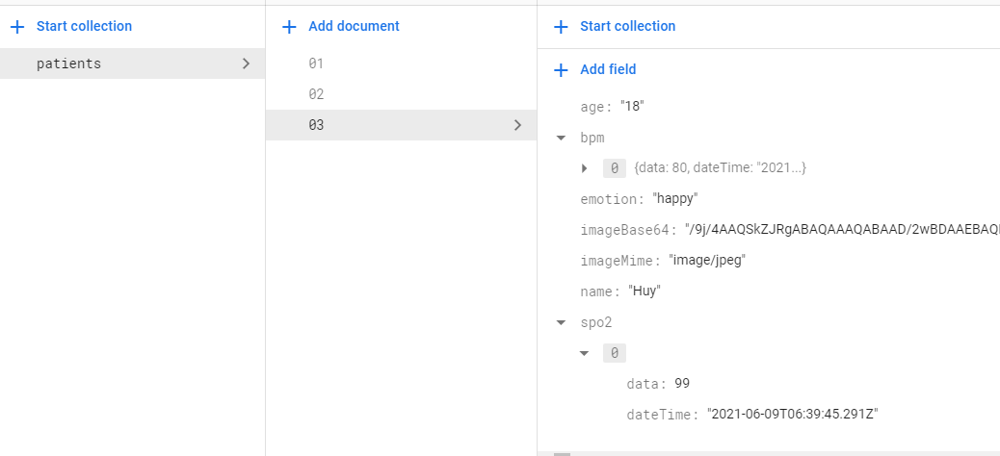 Start collection
patients
Add document
01
02
03
Start collection
Add field
age: "18"
bpm
0 {data: 80, dateTime: "2021...}
emotion: "happy"
imageBase64: "/9j/4AAQSkZJRgABAQAAAQABAAD/2wBDAAEBAQ
imageMime: "image/jpeg"
name: "Huy"
spo2
0
data: 99
dateTime: "2021-06-09T06:39:45.291Z"